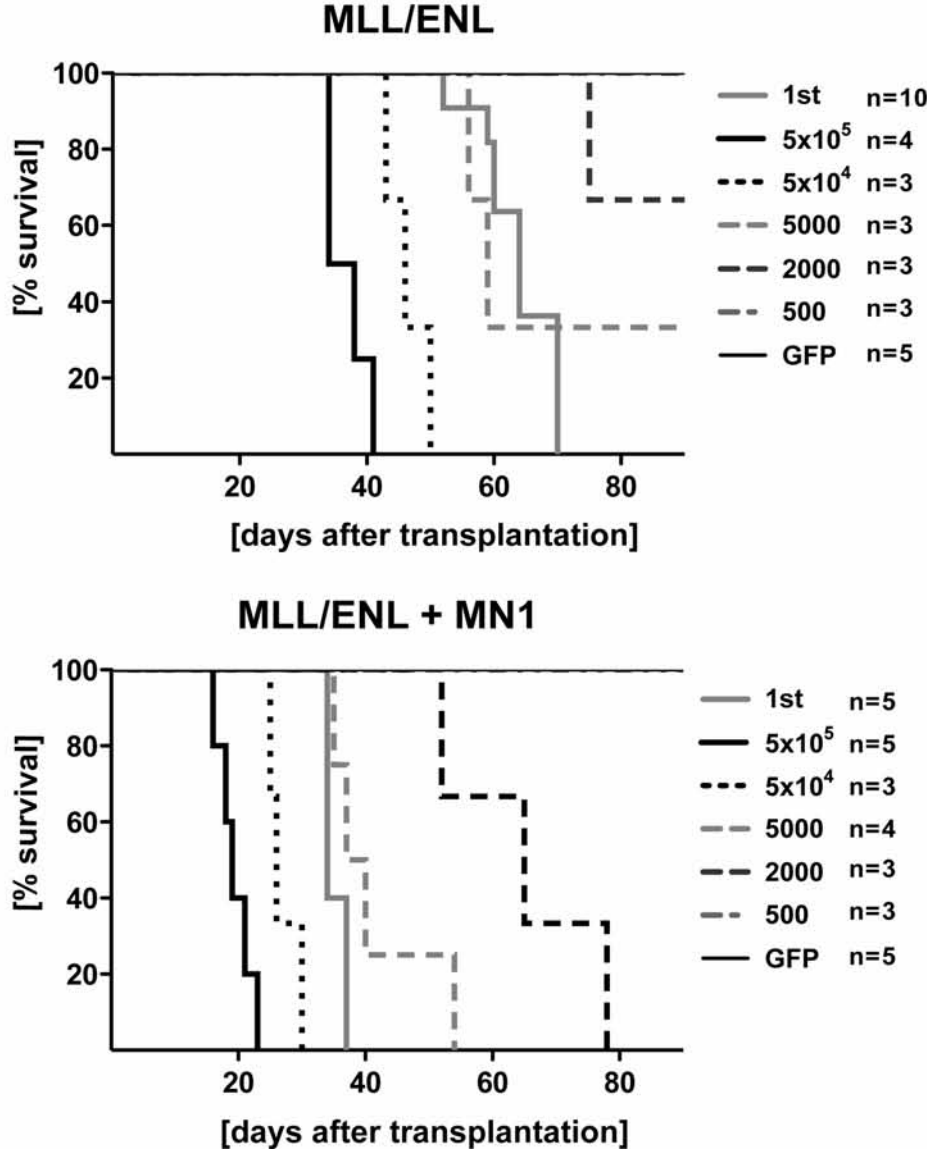 MLL/ENL
100
80
60
40
20
[% survival]
20 40 60 80
[days after transplantation]
1st n=10
5x10⁵ n=4
5x10⁴ n=3
5000 n=3
2000 n=3
500 n=3
GFP n=5
MLL/ENL + MN1
100
80
60
40
20
[% survival]
20 40 60 80
[days after transplantation]
1st n=5
5x10⁵ n=5
5x10⁴ n=3
5000 n=4
2000 n=3
500 n=3
GFP n=5